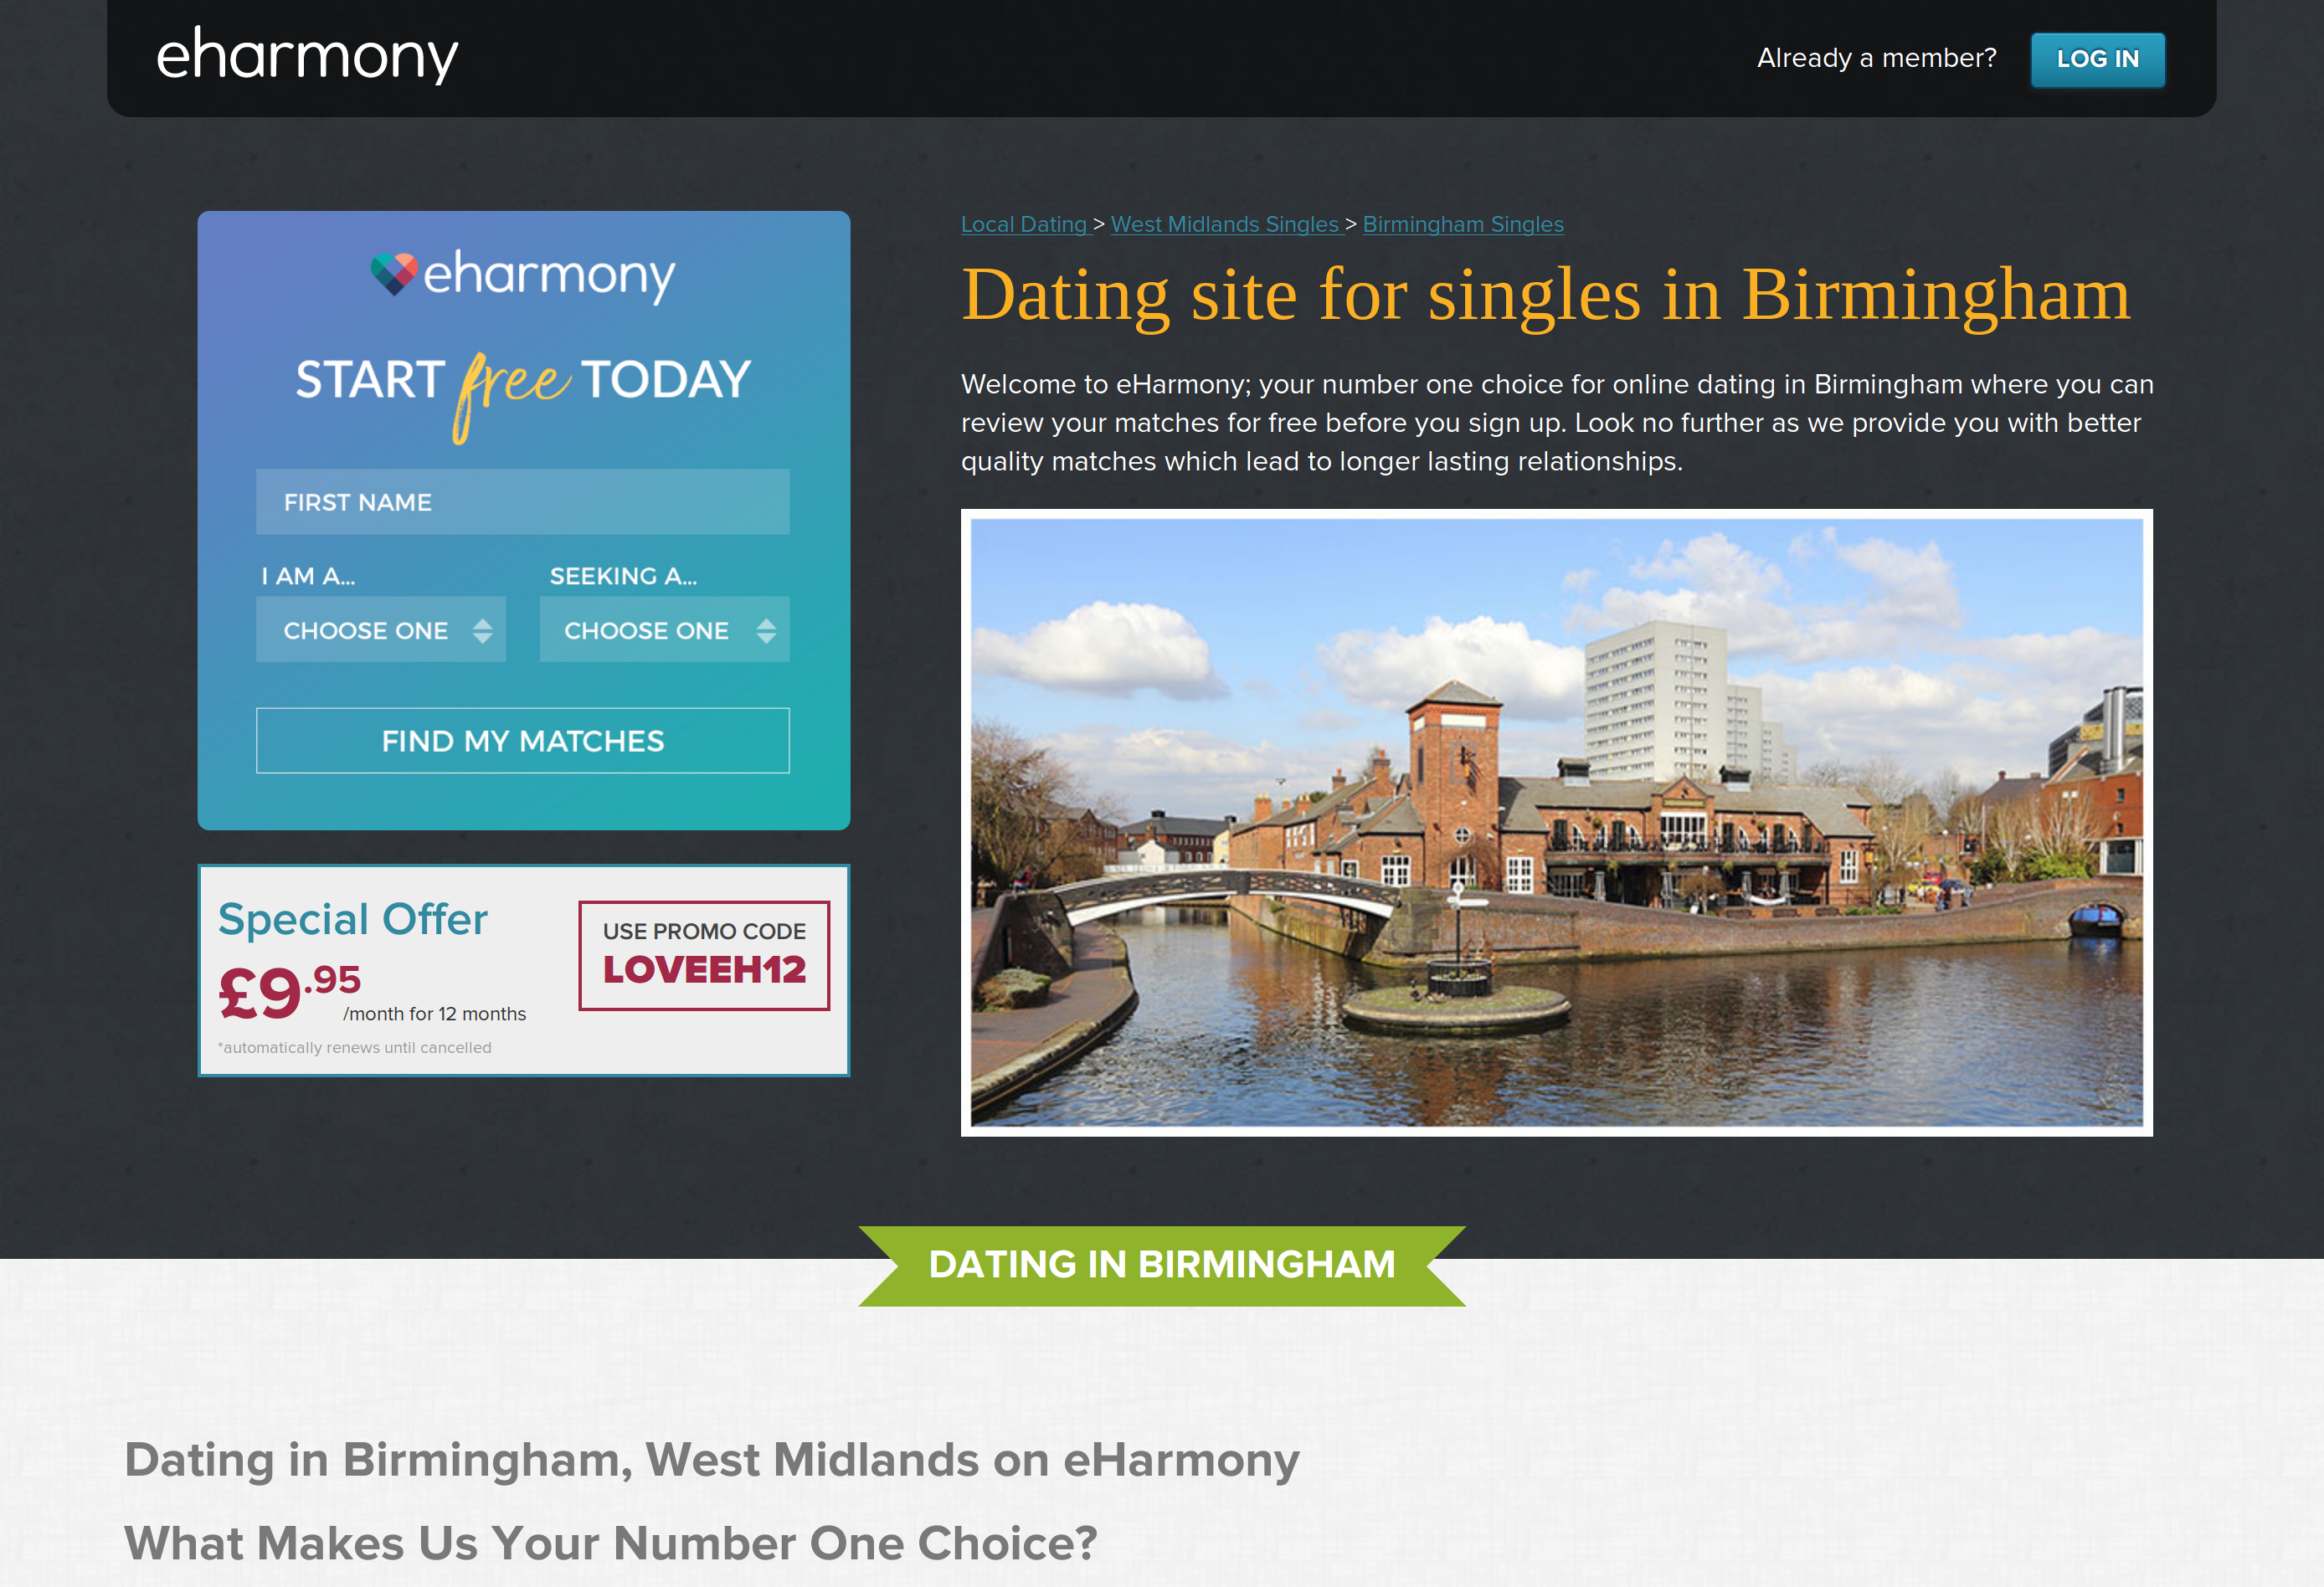 eharmony
Already a member?
LOG IN
eharmony
START free TODAY
FIRST NAME
I AM A...
SEEKING A...
CHOOSE ONE
CHOOSE ONE
FIND MY MATCHES
Special Offer
£9.95
/month for 12 months
*automatically renews until cancelled
USE PROMO CODE
LOVEEH12
Local Dating > West Midlands Singles > Birmingham Singles
Dating site for singles in Birmingham
Welcome to eHarmony; your number one choice for online dating in Birmingham where you can
review your matches for free before you sign up. Look no further as we provide you with better
quality matches which lead to longer lasting relationships.
DATING IN BIRMINGHAM
Dating in Birmingham, West Midlands on eHarmony
What Makes Us Your Number One Choice?